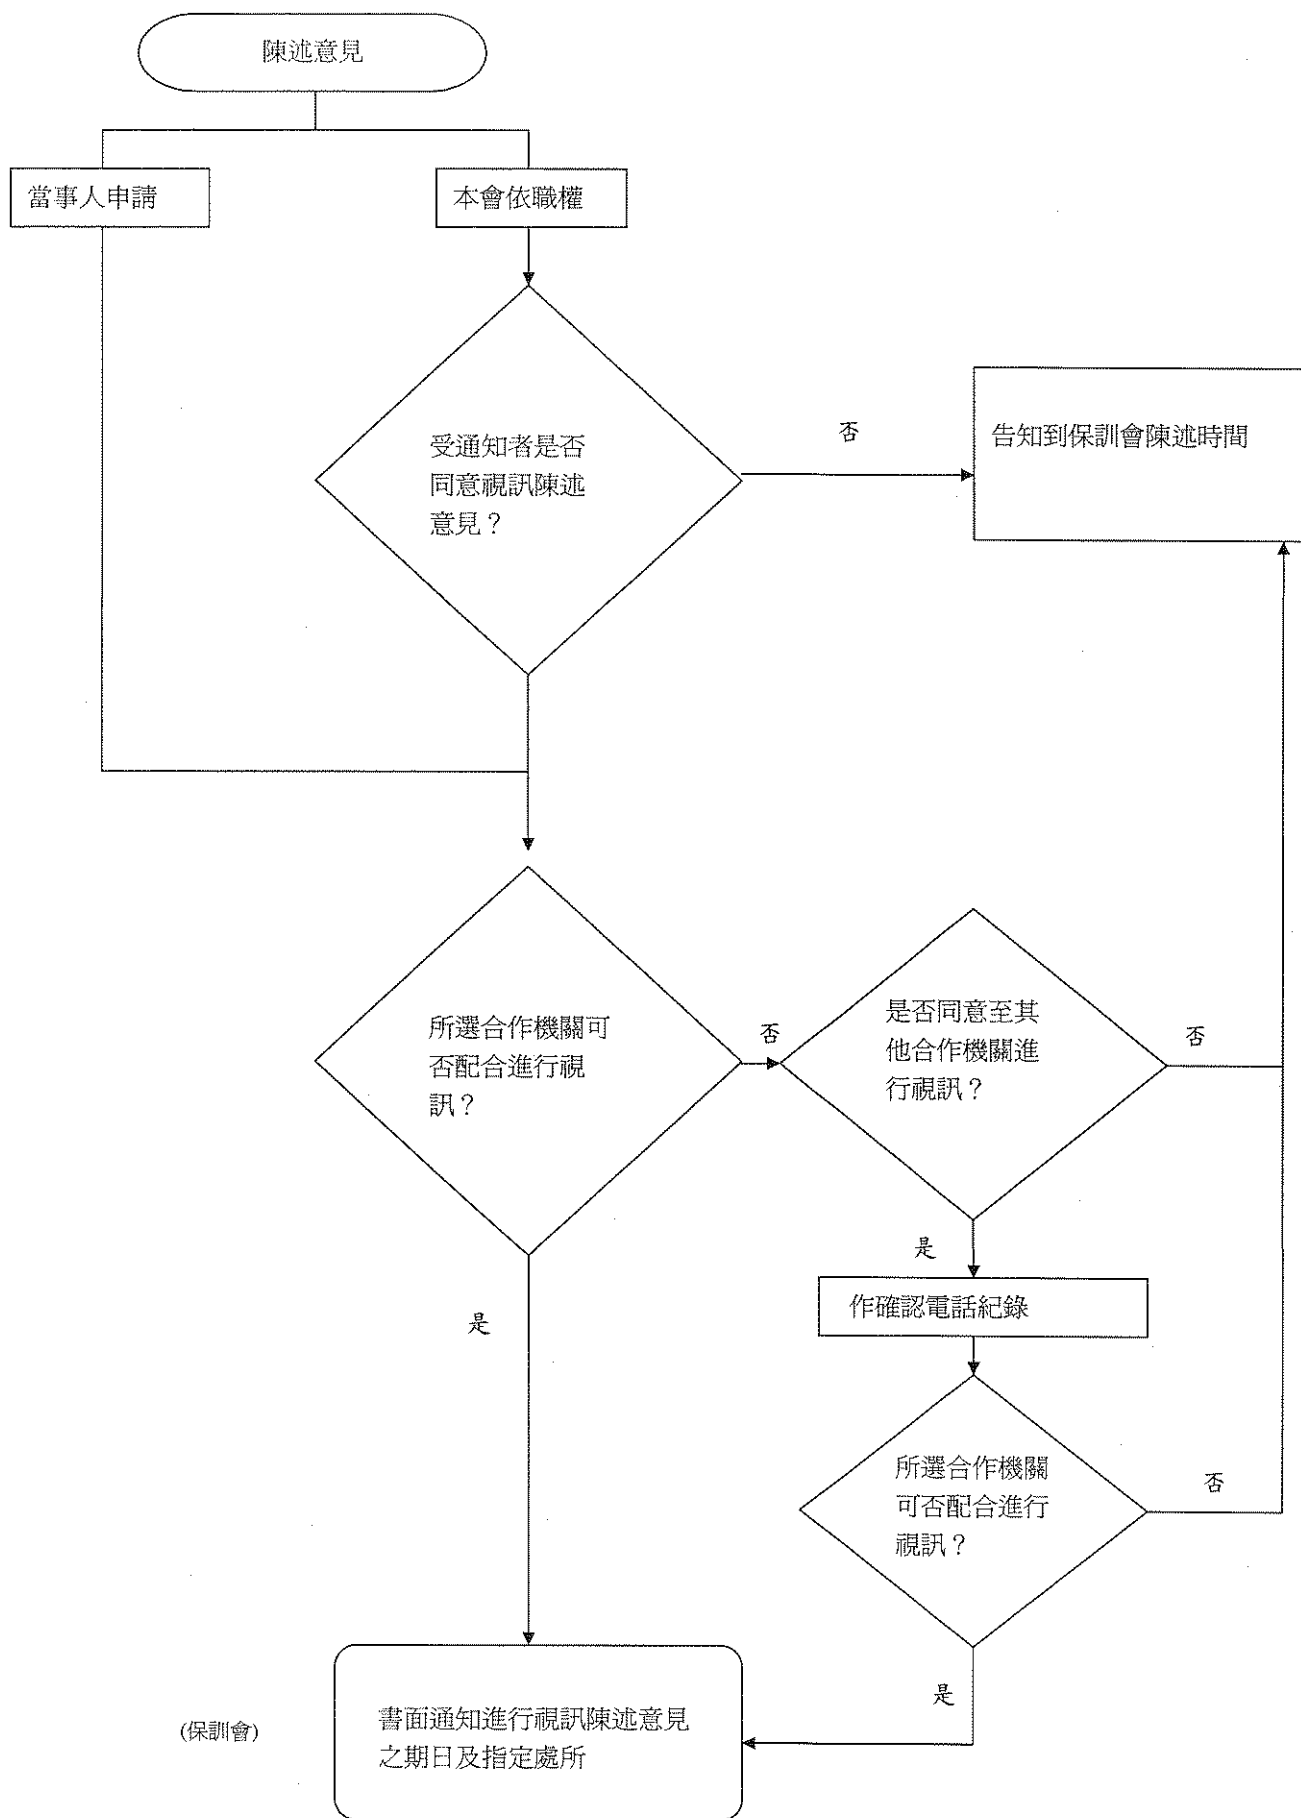 陳述意見
當事人申請
本會依職權
受通知者是否
同意視訊陳述
意見？
否
告知到保訓會陳述時間
所選合作機關可
否配合進行視
訊？
否
是否同意至其
他合作機關進
行視訊？
否
是
作確認電話紀錄
是
所選合作機關
可否配合進行
視訊？
否
是
(保訓會)
書面通知進行視訊陳述意見
之期日及指定處所